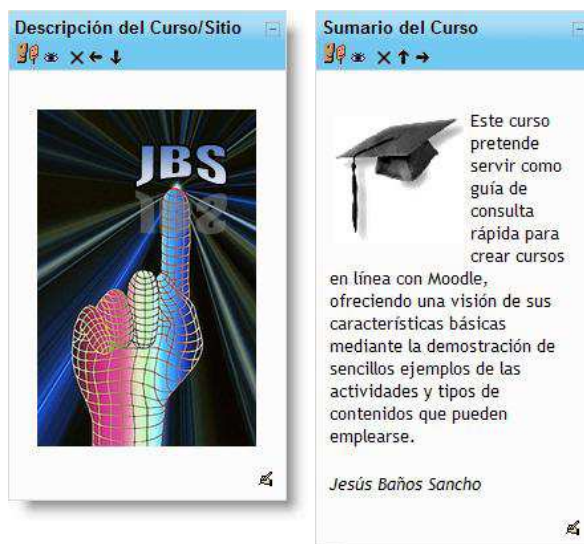 Descripción del Curso/Sitio
JBS
Sumario del Curso
Este curso
pretende
servir como
guía de
consulta
rápida para
crear cursos
en línea con Moodle,
ofreciendo una visión de sus
características básicas
mediante la demostración de
sencillos ejemplos de las
actividades y tipos de
contenidos que pueden
emplearse.
Jesús Baños Sancho